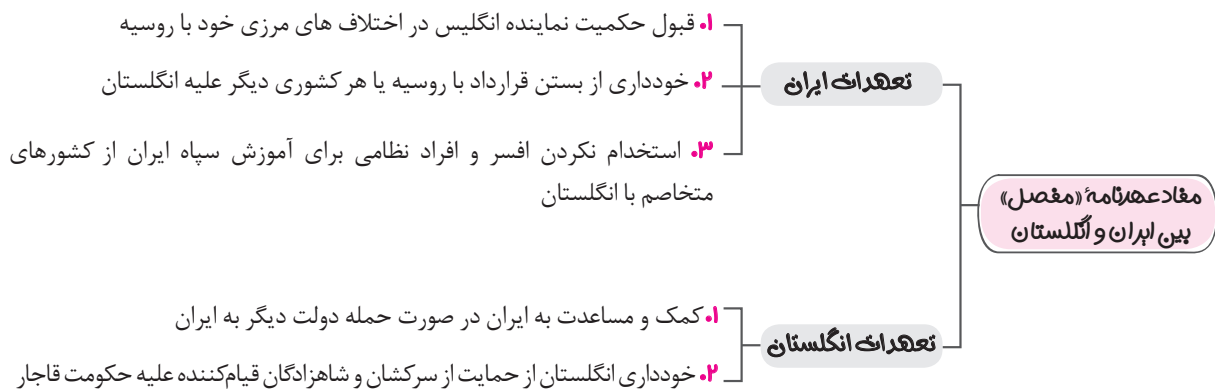 مفاد عهدنامهٔ «مفصل»
بین ایران و انگلستان
تعهدات ایران
۱. قبول حکمیت نماینده انگلیس در اختلاف های مرزی خود با روسیه
۲. خودداری از بستن قرارداد با روسیه یا هر کشوری دیگر علیه انگلستان
۳. استخدام نکردن افسر و افراد نظامی برای آموزش سپاه ایران از کشورهای
متخاصم با انگلستان
تعهدات انگلستان
۱. کمک و مساعدت به ایران در صورت حمله دولت دیگر به ایران
۲. خودداری انگلستان از حمایت از سرکشان و شاهزادگان قیام‌کننده علیه حکومت قاجار